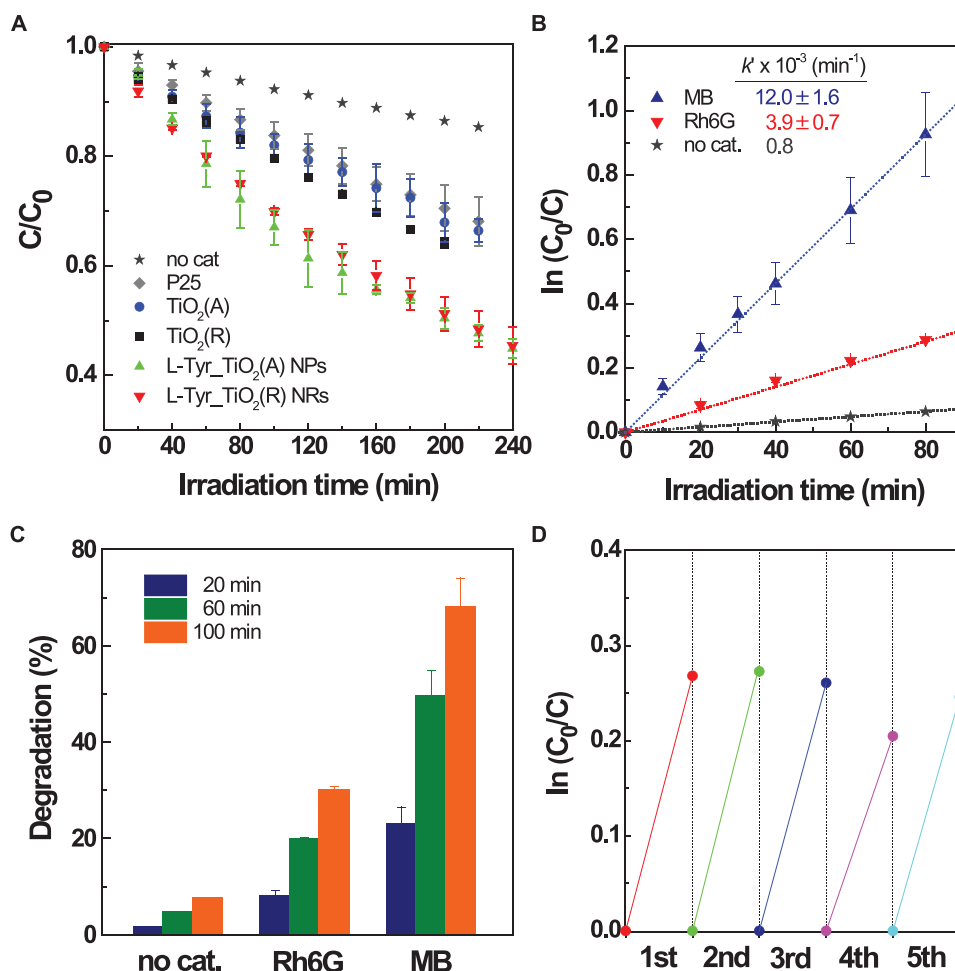 A
C/C0
1.0
0.8
0.6
0.4
no cat
P25
TiO2(A)
TiO2(R)
L-Tyr_TiO2(A) NPs
L-Tyr_TiO2(R) NRs
0 40 80 120 160 200 240
Irradiation time (min)
B
ln (C0/C)
1.2
1.0
0.8
0.6
0.4
0.2
0.0
k' x 10-3 (min-1)
MB 12.0 ± 1.6
Rh6G 3.9 ± 0.7
no cat. 0.8
0 20 40 60 80
Irradiation time (min)
C
Degradation (%)
80
60
40
20
0
20 min
60 min
100 min
no cat. Rh6G MB
D
ln (C0/C)
0.4
0.3
0.2
0.1
0.0
1st 2nd 3rd 4th 5th